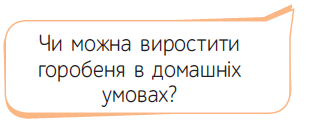 Чи можна виростити
горобеня в домашніх
умовах?